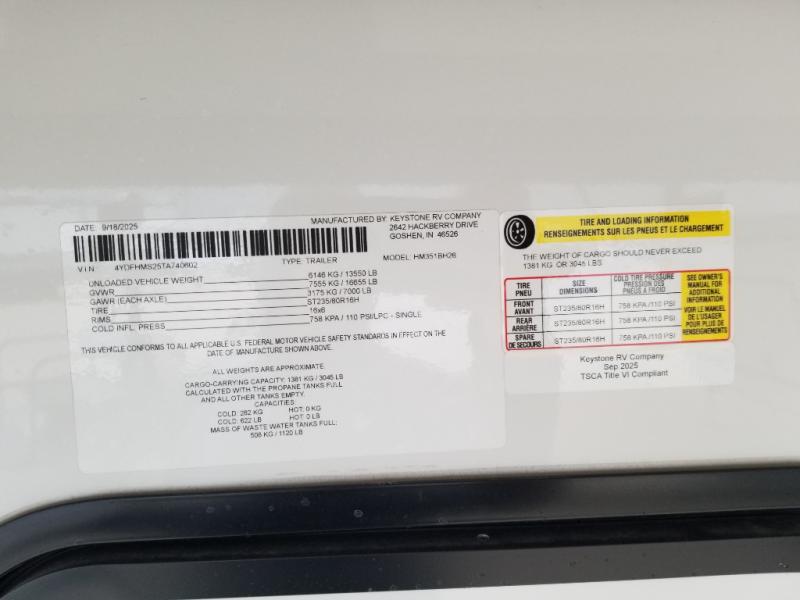 DATE: 9/18/2025
MANUFACTURED BY: KEYSTONE RV COMPANY
2642 HACKBERRY DRIVE
GOSHEN, IN 46526
V I N 4YDFHMS25TA740602 TYPE: TRAILER MODEL: HM351BH26
UNLOADED VEHICLE WEIGHT 6146 KG / 13550 LB
GVWR 7555 KG / 16655 LB
GAWR (EACH AXLE) 3175 KG / 7000 LB
TIRE ST235/80R16H
RIMS 16x6
COLD INFL. PRESS 758 KPA / 110 PSI/LPC - SINGLE
THIS VEHICLE CONFORMS TO ALL APPLICABLE U.S. FEDERAL MOTOR VEHICLE SAFETY STANDARDS IN EFFECT ON THE
DATE OF MANUFACTURE SHOWN ABOVE.
ALL WEIGHTS ARE APPROXIMATE.
CARGO-CARRYING CAPACITY: 1381 KG / 3045 LB
CALCULATED WITH THE PROPANE TANKS FULL
AND ALL OTHER TANKS EMPTY.
CAPACITIES:
COLD: 282 KG HOT: 0 KG
COLD: 622 LB HOT: 0 LB
MASS OF WASTE WATER TANKS FULL:
508 KG / 1120 LB
TIRE AND LOADING INFORMATION
RENSEIGNEMENTS SUR LES PNEUS ET LE CHARGEMENT
THE WEIGHT OF CARGO SHOULD NEVER EXCEED
1381 KG OR 3045 LBS.
TIRE
PNEU
SIZE
DIMENSIONS
COLD TIRE PRESSURE
PRESSION DES
PNEUS A FROID
FRONT
AVANT
ST235/80R16H
758 KPA / 110 PSI
REAR
ARRIÈRE
ST235/80R16H
758 KPA / 110 PSI
SPARE
DE SECOURS
ST235/80R16H
758 KPA / 110 PSI
SEE OWNER'S
MANUAL FOR
ADDITIONAL
INFORMATION
VOIR LE MANUEL
DE L'USAGER
POUR PLUS DE
RENSEIGNEMENTS
Keystone RV Company
Sep 2025
TSCA Title VI Compliant